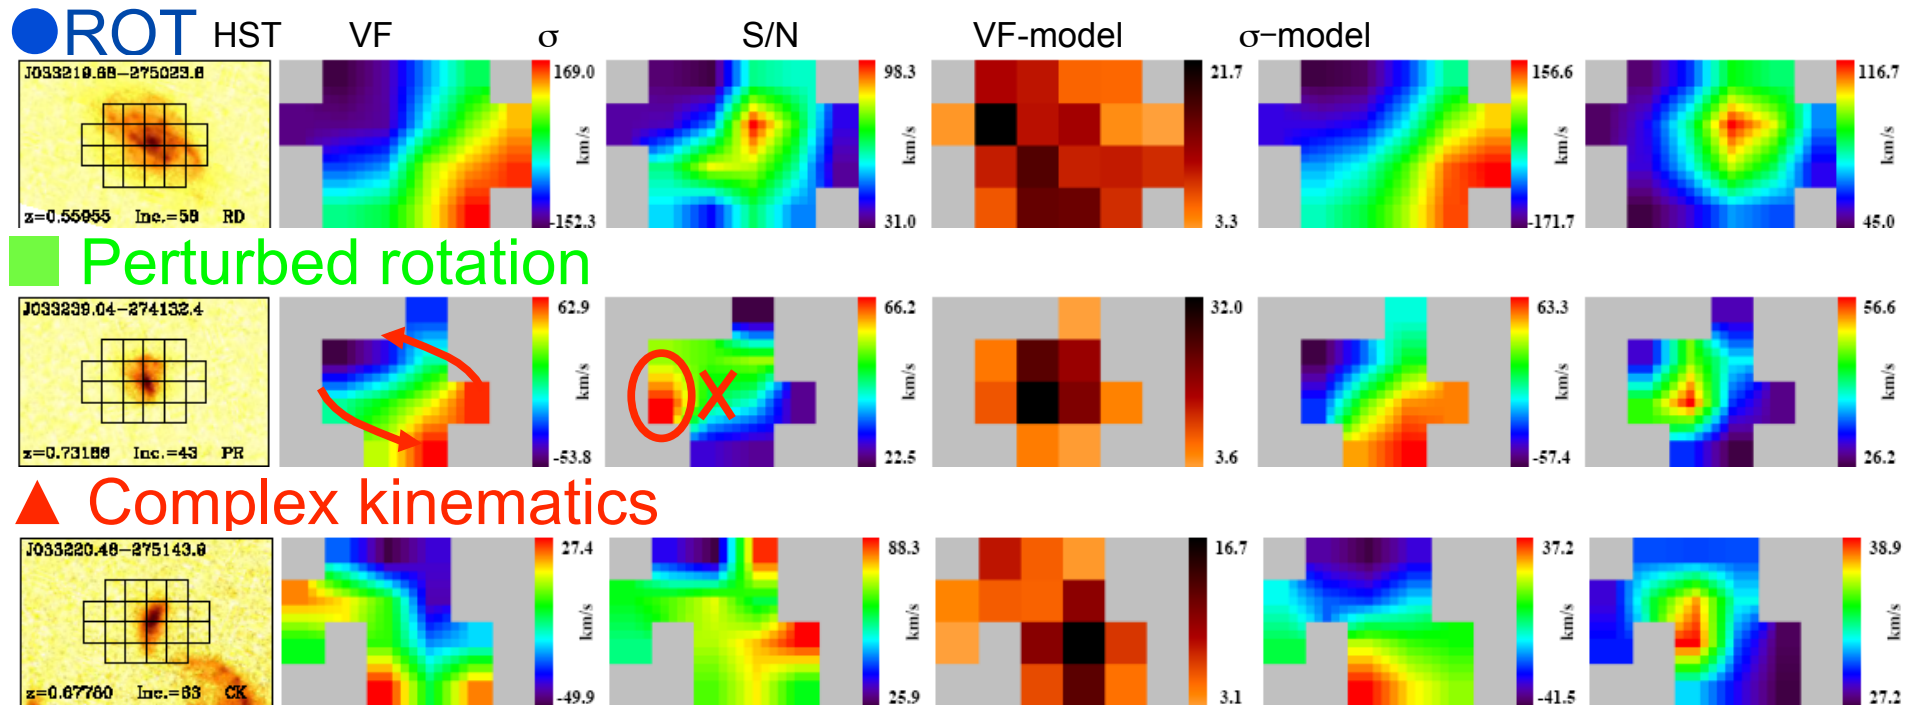 ROT HST VF σ S/N VF-model σ-model
J033219.68-275023.6
z=0.55955 Inc.=58 RD
169.0
km/s
-152.3
98.3
km/s
31.0
21.7
3.3
156.6
km/s
-171.7
116.7
km/s
45.0
Perturbed rotation
J033239.04-274132.4
z=0.73186 Inc.=43 PR
62.9
km/s
-53.8
X
66.2
km/s
22.5
32.0
3.6
63.3
km/s
-57.4
56.6
km/s
26.2
Complex kinematics
J033220.48-275143.9
z=0.67780 Inc.=63 CK
27.4
km/s
-49.9
88.3
km/s
25.9
16.7
3.1
37.2
km/s
-41.5
38.9
km/s
27.2